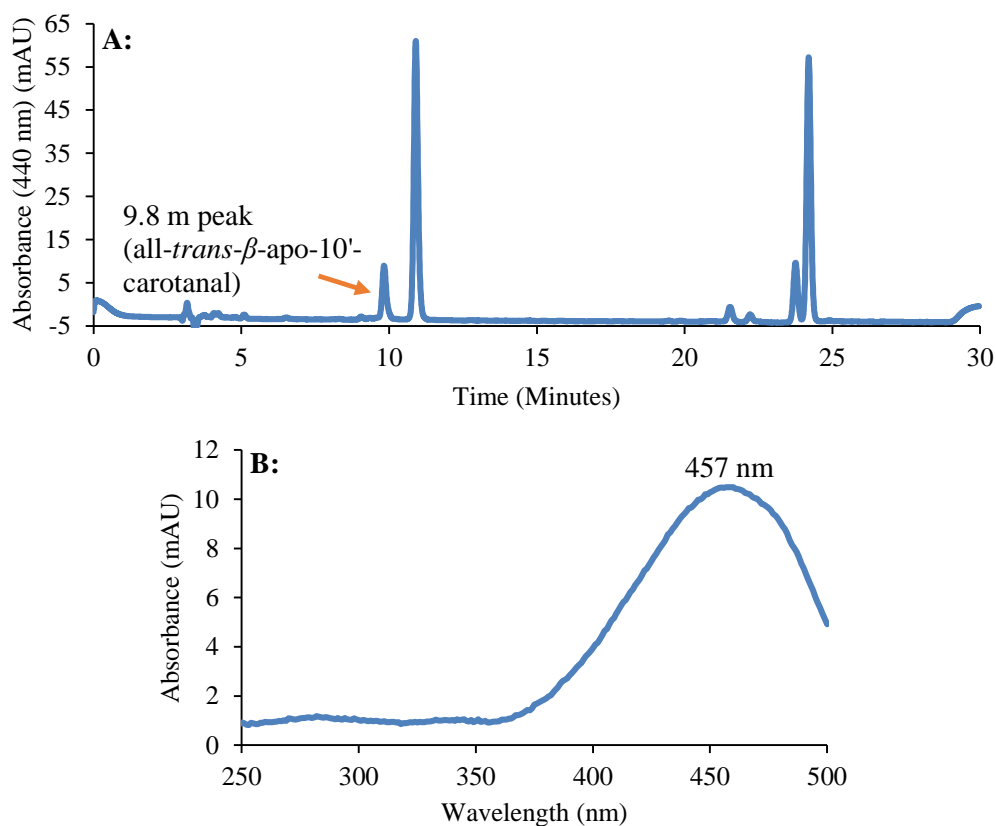 A:
Absorbance (440 nm) (mAU)
65
55
45
35
25
15
5
-5
9.8 m peak
(all-trans-β-apo-10'-
carotanal)
0 5 10 15 20 25 30
Time (Minutes)
B:
457 nm
Absorbance (mAU)
12
10
8
6
4
2
0
250 300 350 400 450 500
Wavelength (nm)